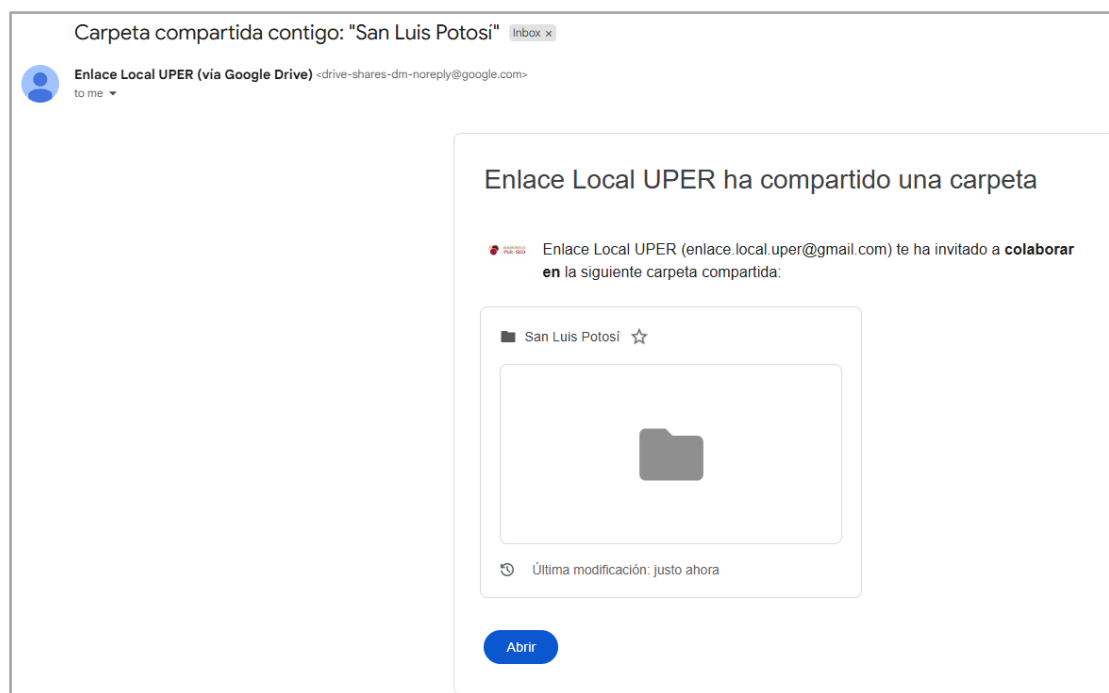 Carpeta compartida contigo: "San Luis Potosí" Inbox x
Enlace Local UPER (vía Google Drive) <drive-shares-dm-noreply@google.com>
to me
Enlace Local UPER ha compartido una carpeta
Enlace Local UPER (enlace.local.uper@gmail.com) te ha invitado a colaborar
en la siguiente carpeta compartida:
San Luis Potosí
Última modificación: justo ahora
Abrir